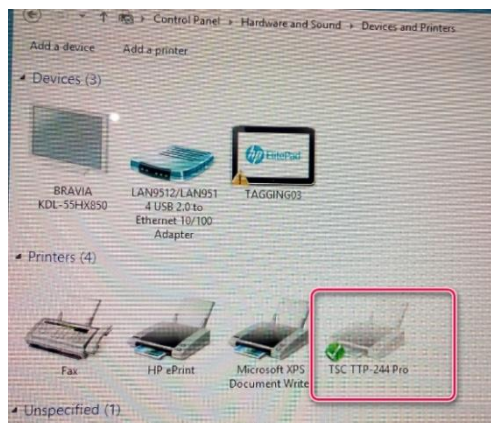 Control Panel ▸ Hardware and Sound ▸ Devices and Printers
Add a device Add a printer
Devices (3)
hp ElitePad
BRAVIA
KDL-55HX850
LAN9512/LAN951
4 USB 2.0 to
Ethernet 10/100
Adapter
TAGGING03
Printers (4)
Fax
HP ePrint
Microsoft XPS
Document Write
TSC TTP-244 Pro
Unspecified (1)